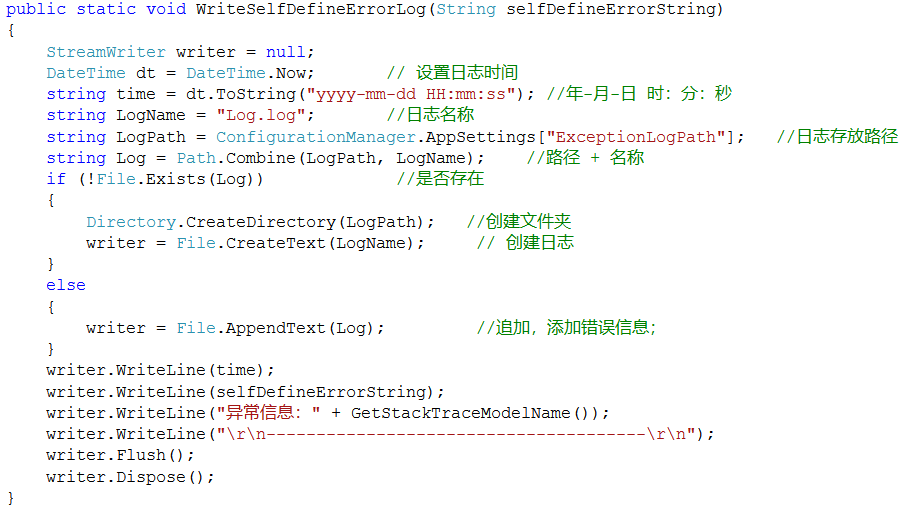 public static void WriteSelfDefineErrorLog(String selfDefineErrorString)
{
    StreamWriter writer = null;
    DateTime dt = DateTime.Now;       // 设置日志时间
    string time = dt.ToString("yyyy-mm-dd HH:mm:ss"); //年-月-日 时：分：秒
    string LogName = "Log.log";       //日志名称
    string LogPath = ConfigurationManager.AppSettings["ExceptionLogPath"];   //日志存放路径
    string Log = Path.Combine(LogPath, LogName);    //路径 + 名称
    if (!File.Exists(Log))             //是否存在
    {
        Directory.CreateDirectory(LogPath);   //创建文件夹
        writer = File.CreateText(LogName);     // 创建日志
    }
    else
    {
        writer = File.AppendText(Log);         //追加，添加错误信息；
    }
    writer.WriteLine(time);
    writer.WriteLine(selfDefineErrorString);
    writer.WriteLine("异常信息：" + GetStackTraceModelName());
    writer.WriteLine("\r\n--------------------------------------\r\n");
    writer.Flush();
    writer.Dispose();
}